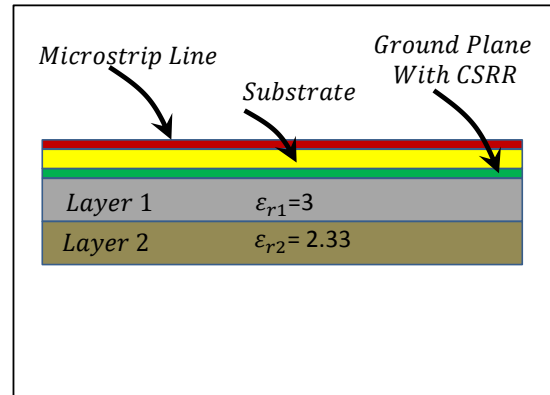 Ground Plane
With CSRR
Microstrip Line
Substrate
Layer 1 εr1=3
Layer 2 εr2= 2.33